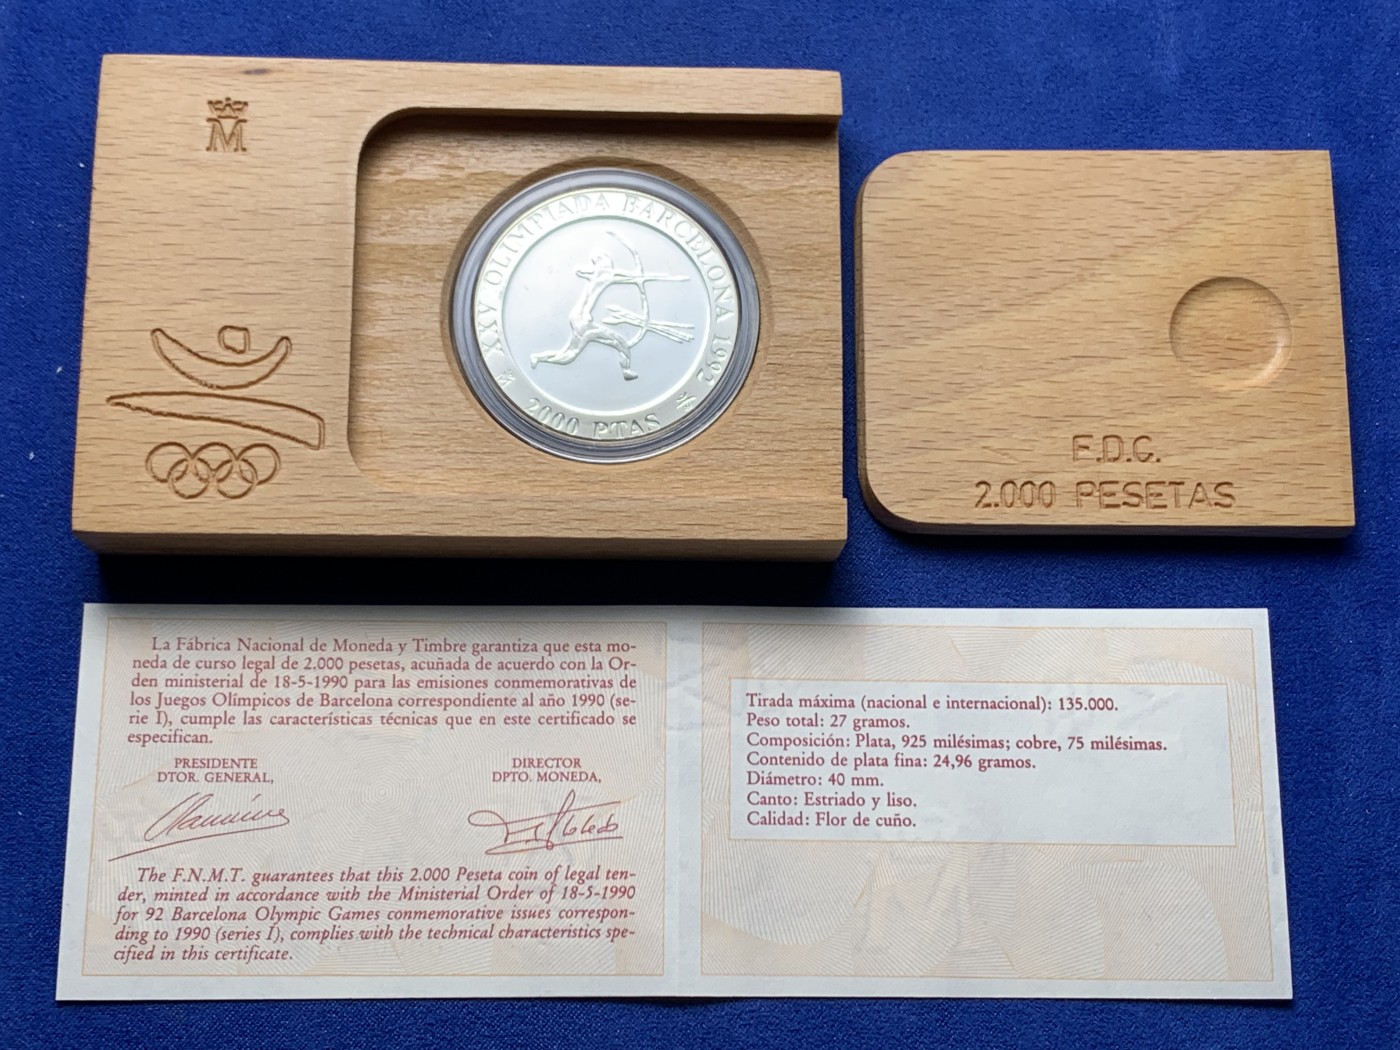 M
XXV OLIMPIADA BARCELONA 1992
2000 PTAS
F.D.C.
2.000 PESETAS
La Fábrica Nacional de Moneda y Timbre garantiza que esta mo-
neda de curso legal de 2.000 pesetas, acuñada de acuerdo con la Or-
den ministerial de 18-5-1990 para las emisiones conmemorativas de
los Juegos Olímpicos de Barcelona correspondiente al año 1990 (se-
rie I), cumple las características técnicas que en este certificado se
especifican.
PRESIDENTE
DTOR. GENERAL,
DIRECTOR
DPTO. MONEDA,
The F.N.M.T. guarantees that this 2.000 Peseta coin of legal ten-
der, minted in accordance with the Ministerial Order of 18-5-1990
for 92 Barcelona Olympic Games conmemorative issues correspon-
ding to 1990 (series I), complies with the technical characteristics spe-
cified in this certificate.
Tirada máxima (nacional e internacional): 135.000.
Peso total: 27 gramos.
Composición: Plata, 925 milésimas; cobre, 75 milésimas.
Contenido de plata fina: 24,96 gramos.
Diámetro: 40 mm.
Canto: Estriado y liso.
Calidad: Flor de cuño.